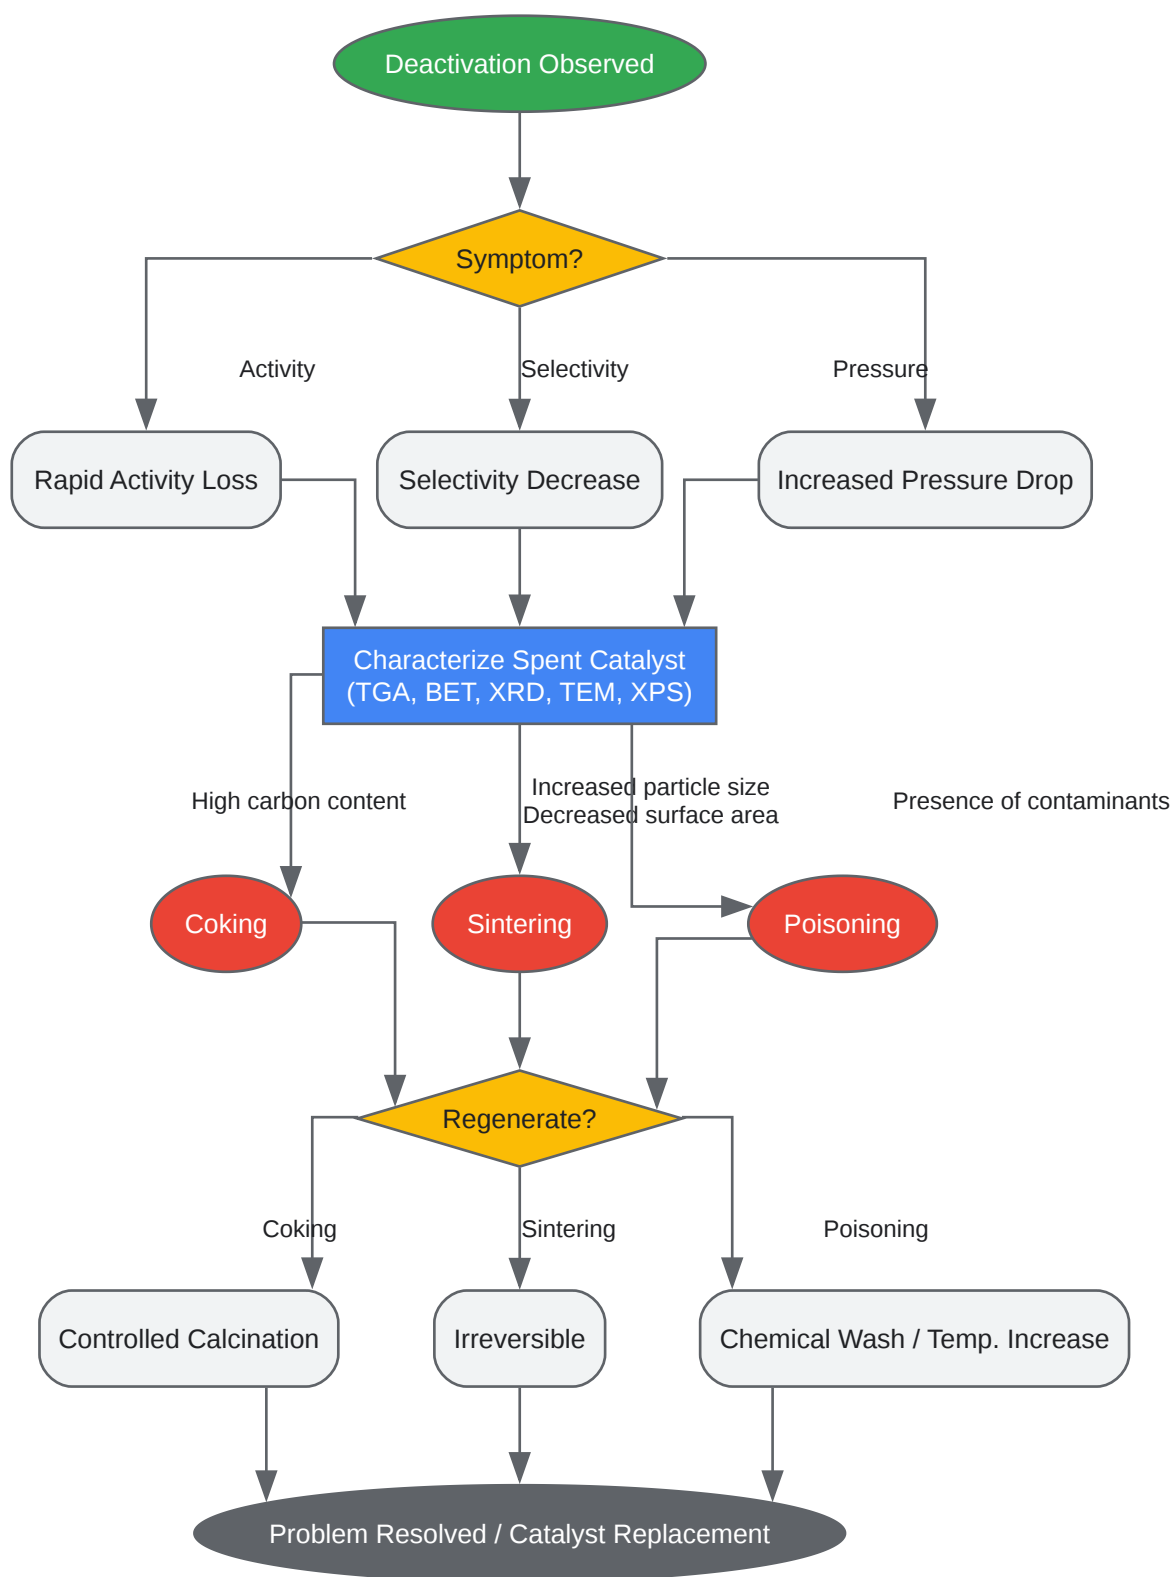 Deactivation Observed
Symptom?
Activity
Selectivity
Pressure
Rapid Activity Loss
Selectivity Decrease
Increased Pressure Drop
Characterize Spent Catalyst
(TGA, BET, XRD, TEM, XPS)
High carbon content
Increased particle size
Decreased surface area
Presence of contaminants
Coking
Sintering
Poisoning
Regenerate?
Coking
Sintering
Poisoning
Controlled Calcination
Irreversible
Chemical Wash / Temp. Increase
Problem Resolved / Catalyst Replacement